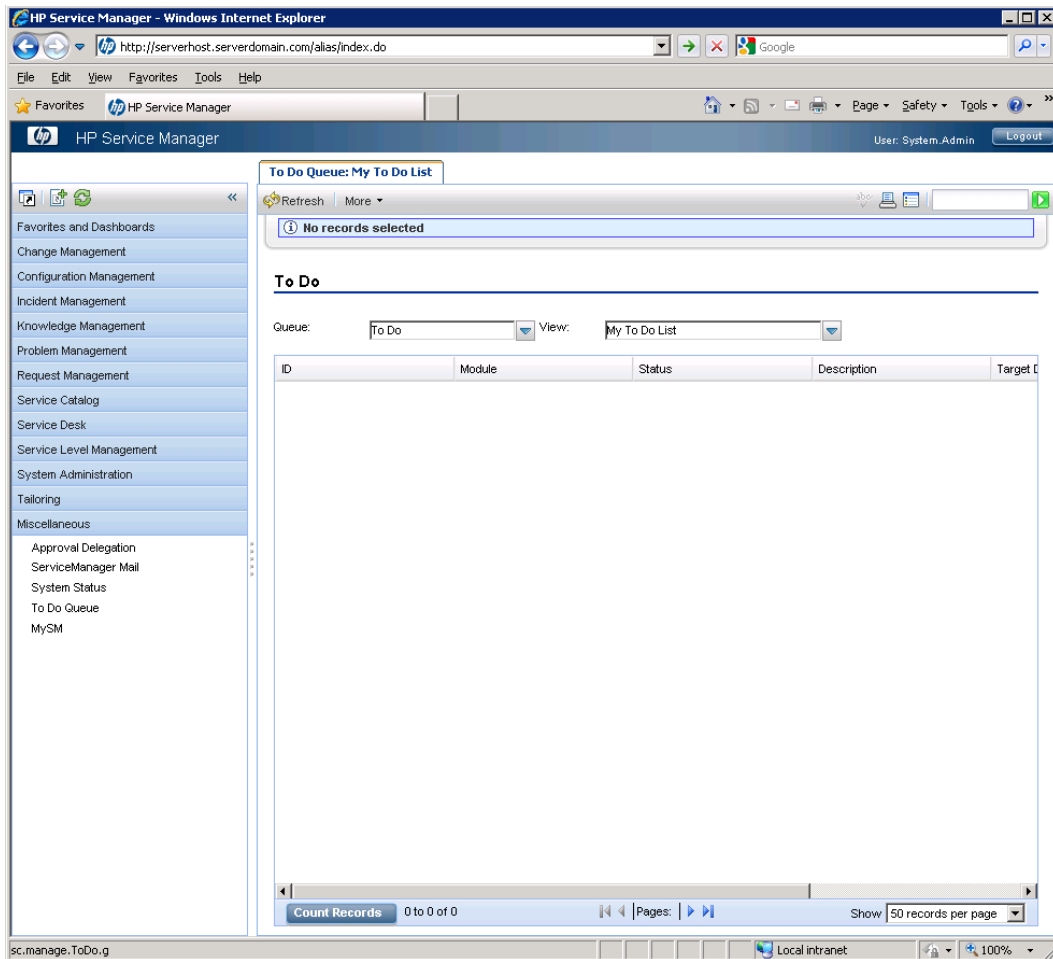 HP Service Manager - Windows Internet Explorer
http://serverhost.serverdomain.com/alias/index.do
Google
File Edit View Favorites Tools Help
Favorites HP Service Manager Page Safety Tools
hp HP Service Manager User: System.Admin Logout
To Do Queue: My To Do List
Refresh More
No records selected
Favorites and Dashboards
Change Management
Configuration Management
Incident Management
Knowledge Management
Problem Management
Request Management
Service Catalog
Service Desk
Service Level Management
System Administration
Tailoring
Miscellaneous
Approval Delegation
ServiceManager Mail
System Status
To Do Queue
MySM
To Do
Queue: To Do View: My To Do List
ID Module Status Description Target D
Count Records 0 to 0 of 0 Pages: Show 50 records per page
sc.manage.ToDo.g Local intranet 100%